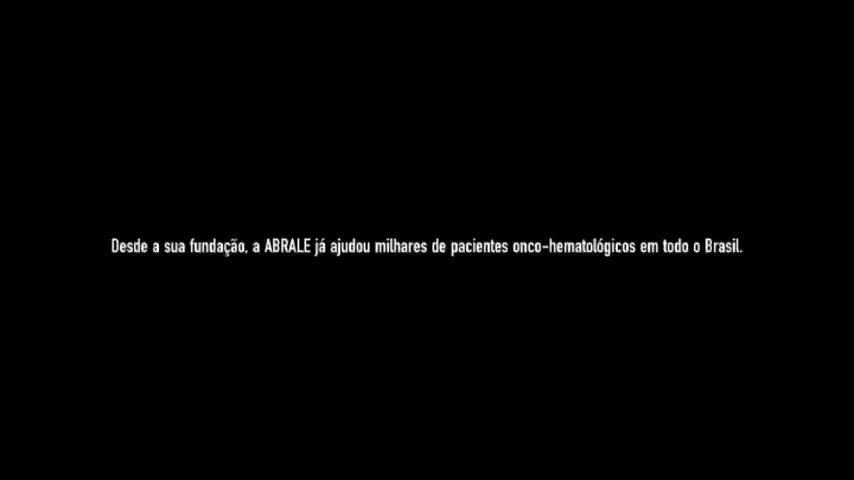 Desde a sua fundação, a ABRALE já ajudou milhares de pacientes onco-hematológicos em todo o Brasil.